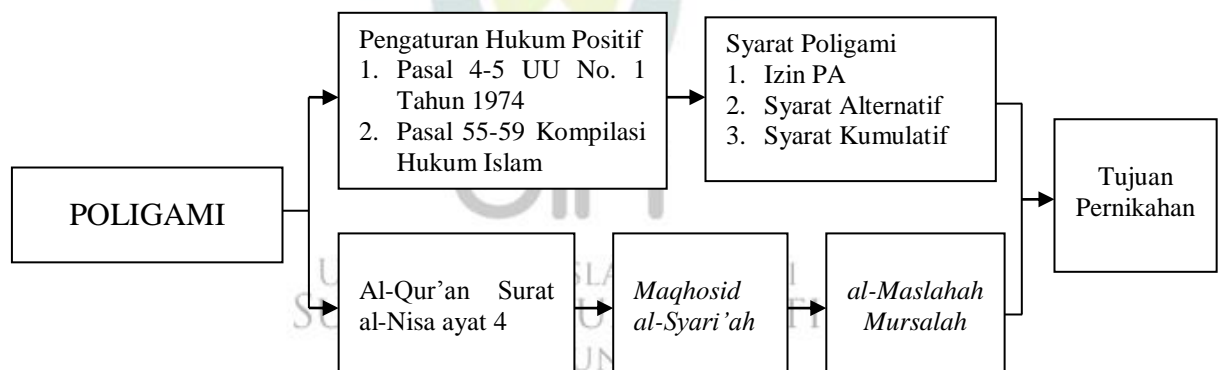 POLIGAMI
Pengaturan Hukum Positif
1. Pasal 4-5 UU No. 1
Tahun 1974
2. Pasal 55-59 Kompilasi
Hukum Islam
Syarat Poligami
1. Izin PA
2. Syarat Alternatif
3. Syarat Kumulatif
Al-Qur’an Surat
al-Nisa ayat 4
Maqhosid
al-Syari’ah
al-Maslahah
Mursalah
Tujuan
Pernikahan